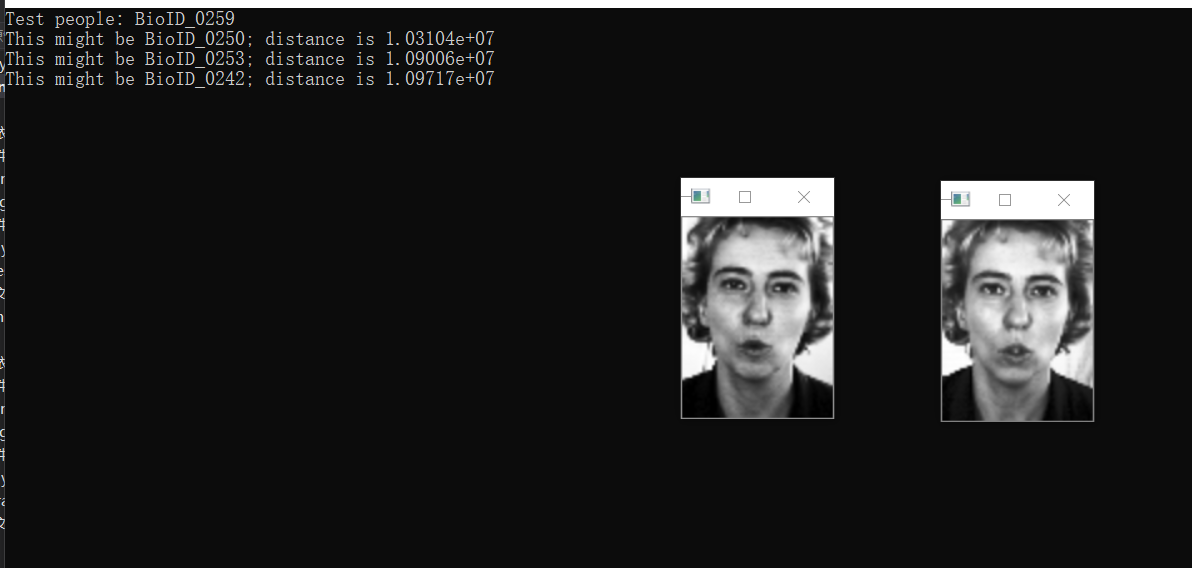 Test people: BioID_0259
This might be BioID_0250; distance is 1.03104e+07
This might be BioID_0253; distance is 1.09006e+07
This might be BioID_0242; distance is 1.09717e+07